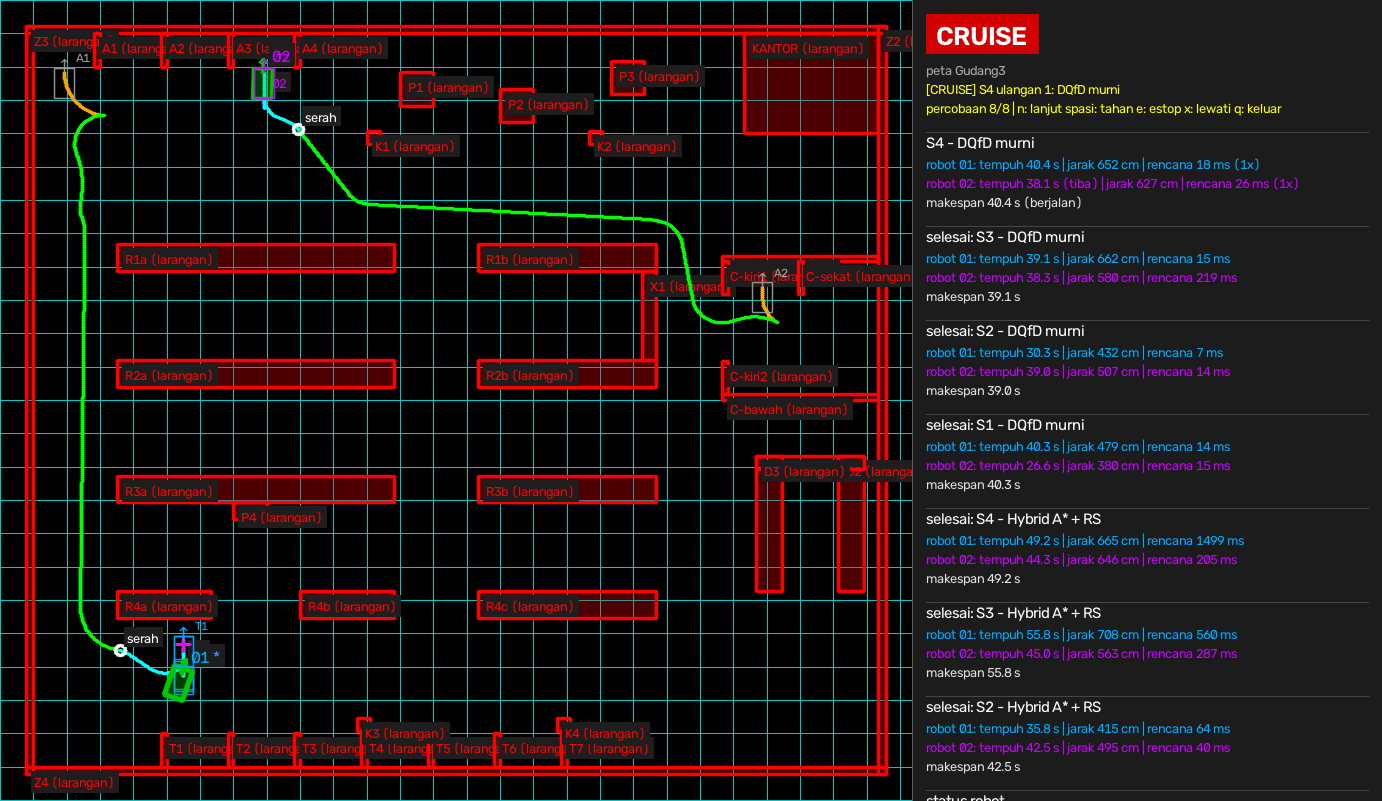 Z3 (larang
A1 (larang
A2 (larang
A3 (la
02
A4 (larangan)
KANTOR (larangan)
Z2 (l
A1
02
P1 (larangan)
P2 (larangan)
P3 (larangan)
serah
K1 (larangan)
K2 (larangan)
R1a (larangan)
R1b (larangan)
X1 (larangan
C-kiri
A2
C-sekat (larangan
R2a (larangan)
R2b (larangan)
C-kiri2 (larangan)
C-bawah (larangan)
R3a (larangan)
R3b (larangan)
D3 (larangan)
P4 (larangan)
R4a (larangan)
R4b (larangan)
R4c (larangan)
T1
serah
01 *
K3 (larangan)
K4 (larangan)
T1 (larang
T2 (larang
T3 (larang
T4 (larang
T5 (larang
T6 (larang
T7 (larangan)
Z4 (larangan)
CRUISE
peta Gudang3
[CRUISE] S4 ulangan 1: DQfD murni
percobaan 8/8 | n: lanjut spasi: tahan e: estop x: lewati q: keluar
S4 - DQfD murni
robot 01: tempuh 40.4 s | jarak 652 cm | rencana 18 ms (1x)
robot 02: tempuh 38.1 s (tiba) | jarak 627 cm | rencana 26 ms (1x)
makespan 40.4 s (berjalan)
selesai: S3 - DQfD murni
robot 01: tempuh 39.1 s | jarak 662 cm | rencana 15 ms
robot 02: tempuh 38.3 s | jarak 580 cm | rencana 219 ms
makespan 39.1 s
selesai: S2 - DQfD murni
robot 01: tempuh 30.3 s | jarak 432 cm | rencana 7 ms
robot 02: tempuh 39.0 s | jarak 507 cm | rencana 14 ms
makespan 39.0 s
selesai: S1 - DQfD murni
robot 01: tempuh 40.3 s | jarak 479 cm | rencana 14 ms
robot 02: tempuh 26.6 s | jarak 380 cm | rencana 15 ms
makespan 40.3 s
selesai: S4 - Hybrid A* + RS
robot 01: tempuh 49.2 s | jarak 665 cm | rencana 1499 ms
robot 02: tempuh 44.3 s | jarak 646 cm | rencana 205 ms
makespan 49.2 s
selesai: S3 - Hybrid A* + RS
robot 01: tempuh 55.8 s | jarak 708 cm | rencana 560 ms
robot 02: tempuh 45.0 s | jarak 563 cm | rencana 287 ms
makespan 55.8 s
selesai: S2 - Hybrid A* + RS
robot 01: tempuh 35.8 s | jarak 415 cm | rencana 64 ms
robot 02: tempuh 42.5 s | jarak 495 cm | rencana 40 ms
makespan 42.5 s
status robot